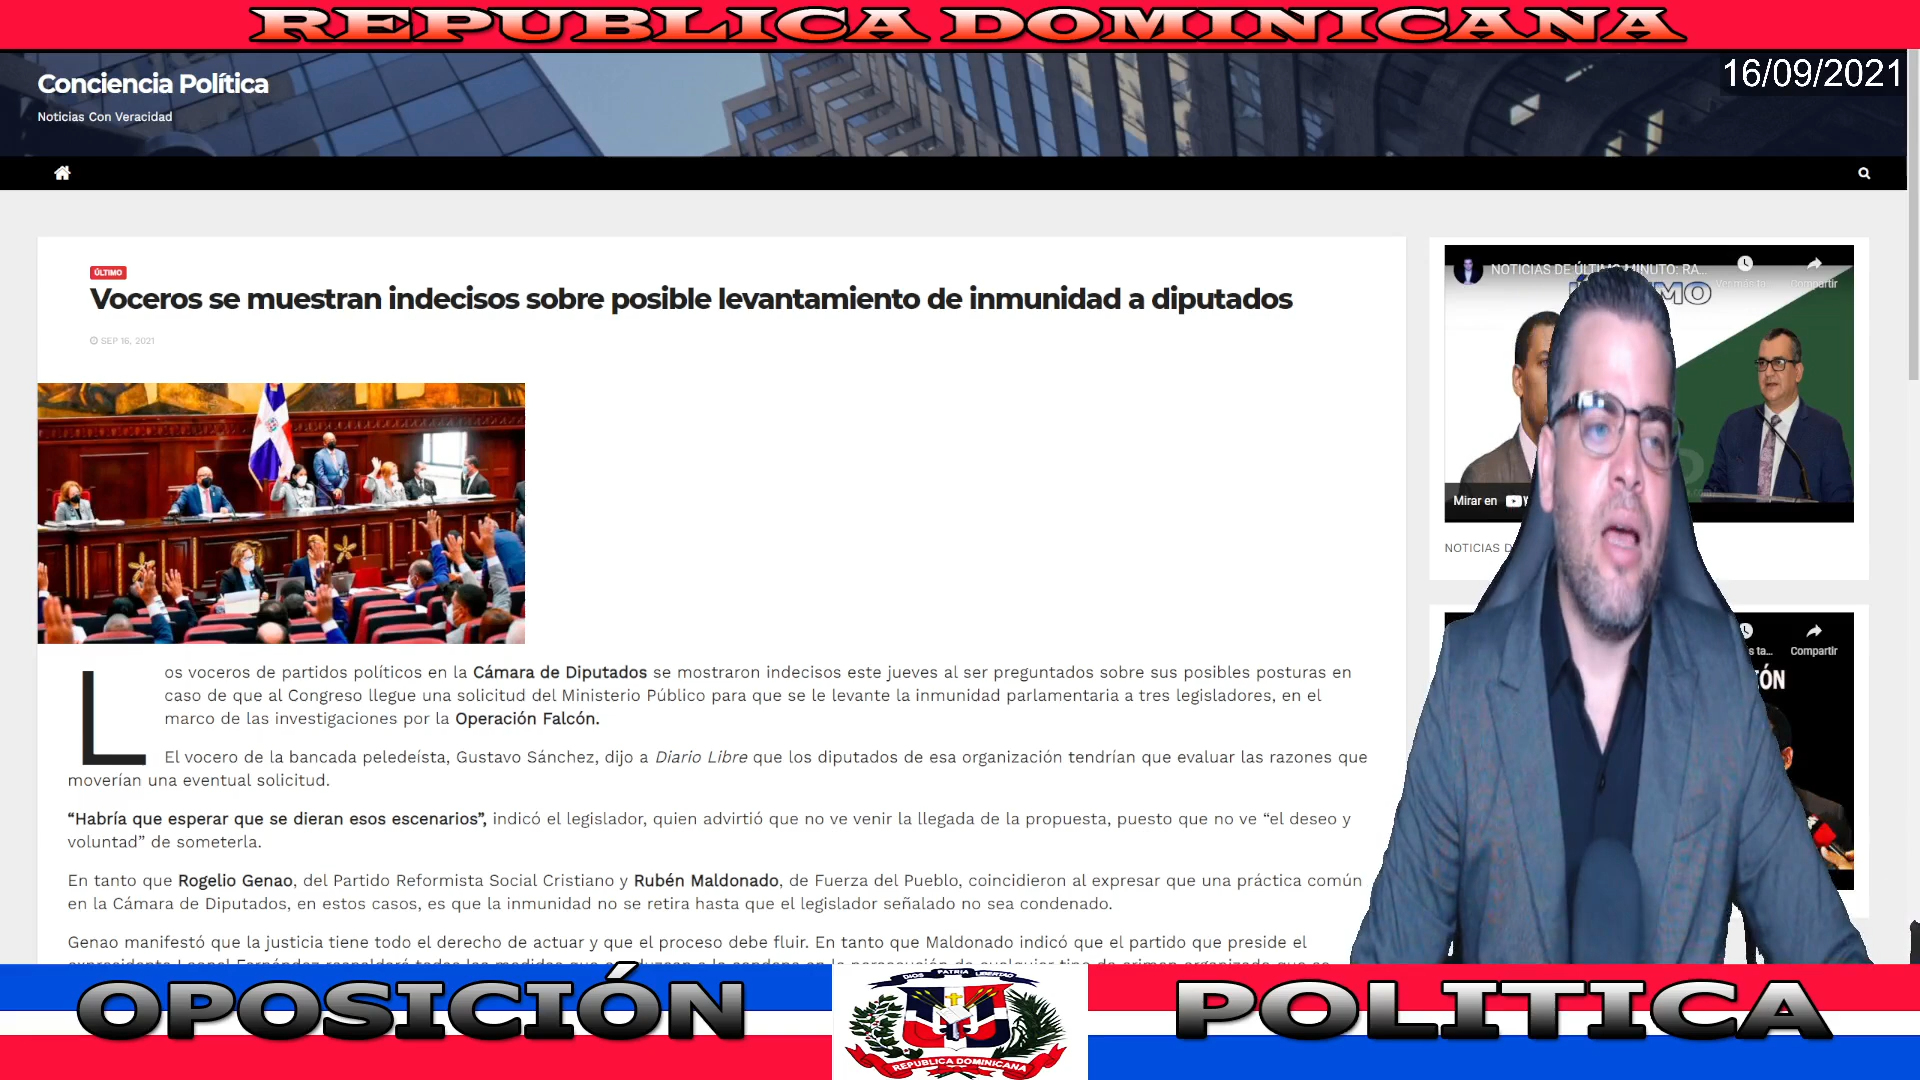 REPUBLICA DOMINICANA
Conciencia Política
16/09/2021
Noticias Con Veracidad
ÚLTIMO
Voceros se muestran indecisos sobre posible levantamiento de inmunidad a diputados
SEP 16, 2021
NOTICIAS DE ÚLTIMO MINUTO: RA...
Compartir
Mirar en
NOTICIAS D
Compartir
Los voceros de partidos políticos en la Cámara de Diputados se mostraron indecisos este jueves al ser preguntados sobre sus posibles posturas en
caso de que al Congreso llegue una solicitud del Ministerio Público para que se le levante la inmunidad parlamentaria a tres legisladores, en el
marco de las investigaciones por la Operación Falcón.
El vocero de la bancada peledeísta, Gustavo Sánchez, dijo a Diario Libre que los diputados de esa organización tendrían que evaluar las razones que
moverían una eventual solicitud.
“Habría que esperar que se dieran esos escenarios”, indicó el legislador, quien advirtió que no ve venir la llegada de la propuesta, puesto que no ve “el deseo y
voluntad” de someterla.
En tanto que Rogelio Genao, del Partido Reformista Social Cristiano y Rubén Maldonado, de Fuerza del Pueblo, coincidieron al expresar que una práctica común
en la Cámara de Diputados, en estos casos, es que la inmunidad no se retira hasta que el legislador señalado no sea condenado.
Genao manifestó que la justicia tiene todo el derecho de actuar y que el proceso debe fluir. En tanto que Maldonado indicó que el partido que preside el
OPOSICIÓN
DIOS PATRIA LIBERTAD
REPUBLICA DOMINICANA
POLITICA